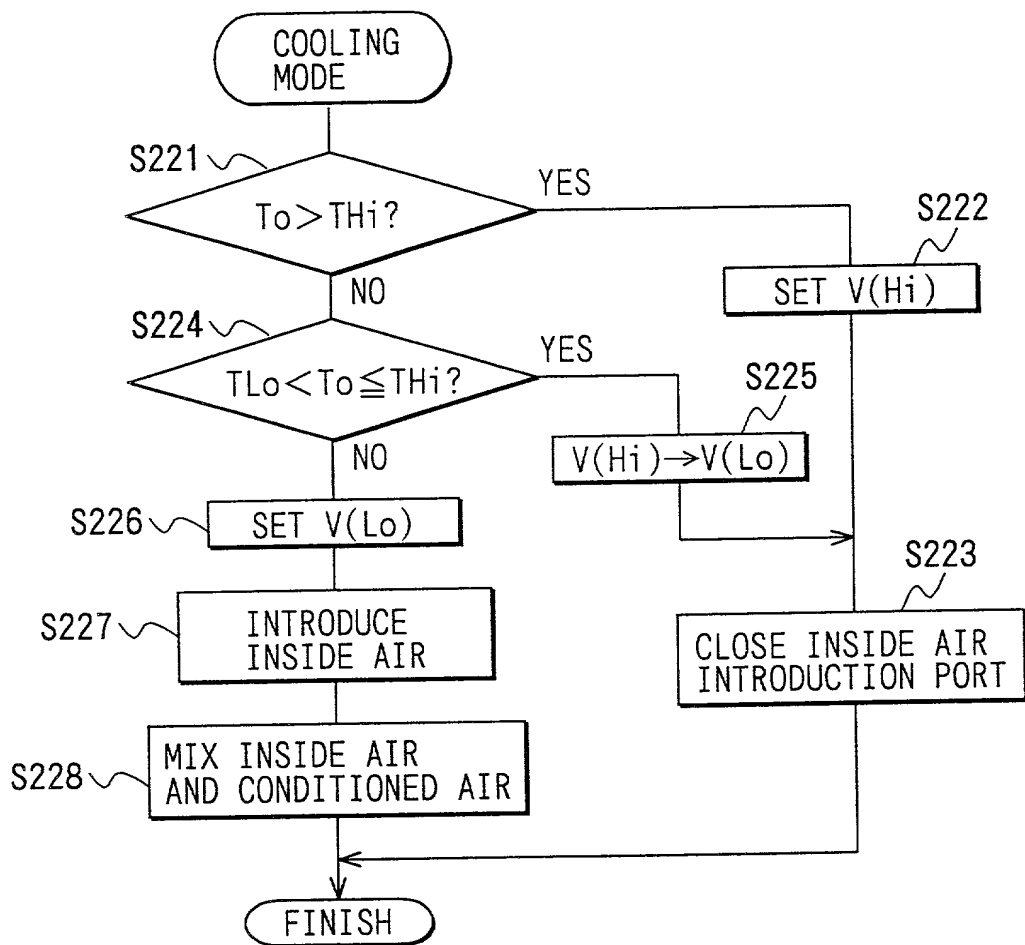 COOLING
MODE
S221
To＞THi?
YES
S222
SET V(Hi)
NO
S224
TLo＜To≦THi?
YES
S225
V(Hi)→V(Lo)
NO
S226
SET V(Lo)
S223
CLOSE INSIDE AIR
INTRODUCTION PORT
S227
INTRODUCE
INSIDE AIR
S228
MIX INSIDE AIR
AND CONDITIONED AIR
FINISH